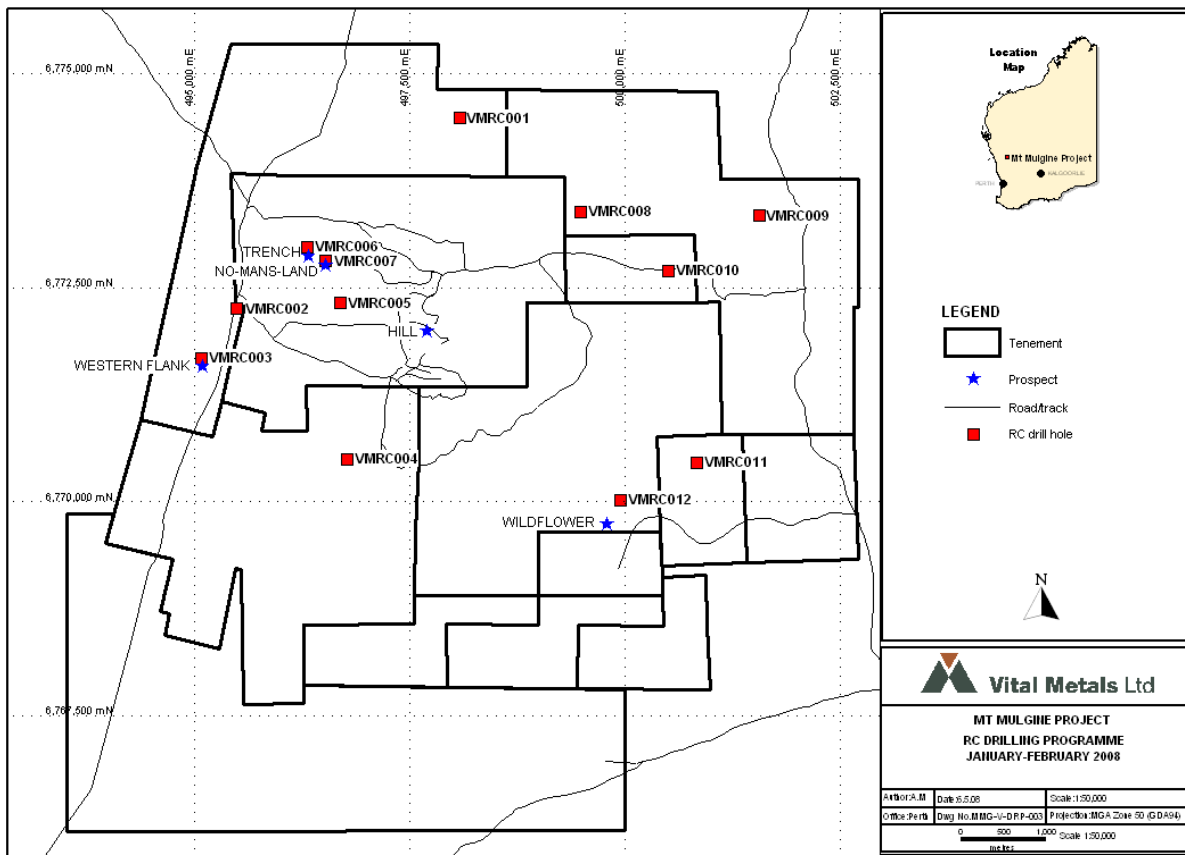 495,000 mE
497,500 mE
500,000 mE
502,500 mE
6,775,000 mN
6,772,500 mN
6,770,000 mN
6,767,500 mN
VMRC001
VMRC008
VMRC009
TRENCH
VMRC006
VMRC007
NO-MANS-LAND
VMRC010
VMRC002
VMRC005
HILL
VMRC003
WESTERN FLANK
VMRC004
VMRC011
VMRC012
WILDFLOWER
Location
Map
Mt Mulgine Project
PERTH
KALGOORLIE
LEGEND
Tenement
Prospect
Road/track
RC drill hole
N
Vital Metals Ltd
MT MULGINE PROJECT
RC DRILLING PROGRAMME
JANUARY-FEBRUARY 2008
Author:A.M Date:6.5.08 Scale:1:50,000
Office:Perth Dwg No.MMG-V-DRP-003 Projection:MGA Zone 50 (GDA94)
0 500 1,000 Scale 1:50,000
metres